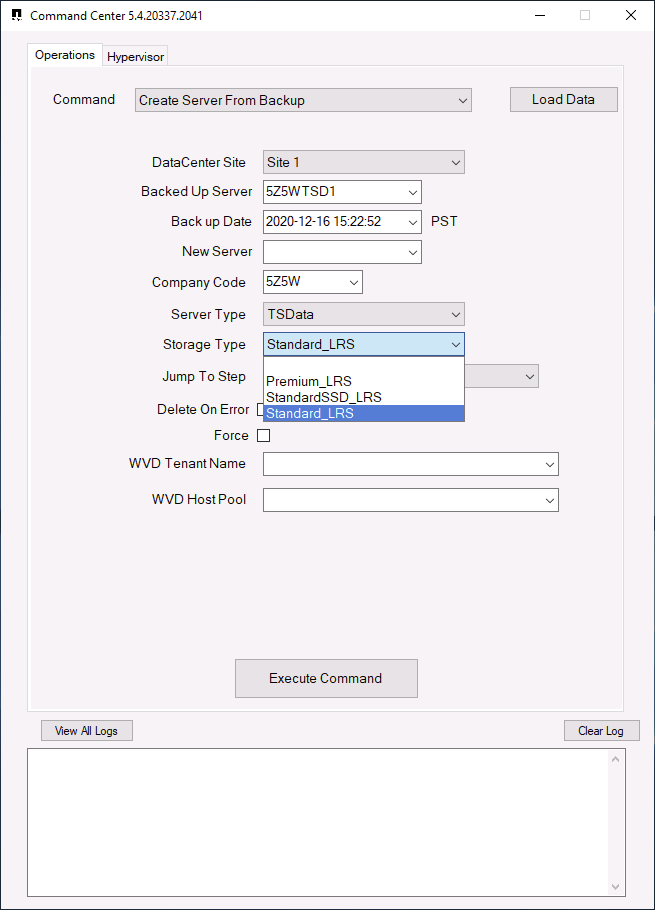 Command Center 5.4.20337.2041
Operations Hypervisor
Command Create Server From Backup Load Data
DataCenter Site Site 1
Backed Up Server 5Z5WTSD1
Back up Date 2020-12-16 15:22:52 PST
New Server
Company Code 5Z5W
Server Type TSData
Storage Type Standard_LRS
Jump To Step
Premium_LRS
StandardSSD_LRS
Standard_LRS
Delete On Error
Force
WVD Tenant Name
WVD Host Pool
Execute Command
View All Logs Clear Log